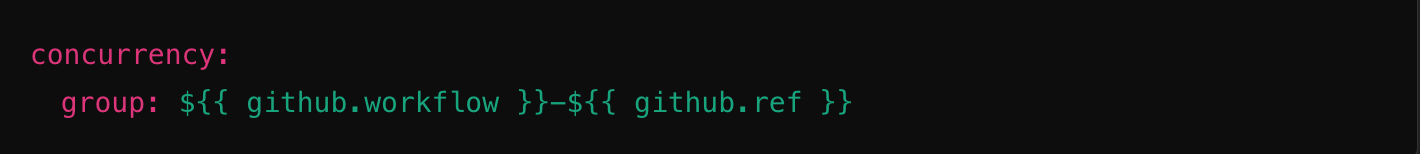 concurrency:
  group: ${{ github.workflow }}-${{ github.ref }}